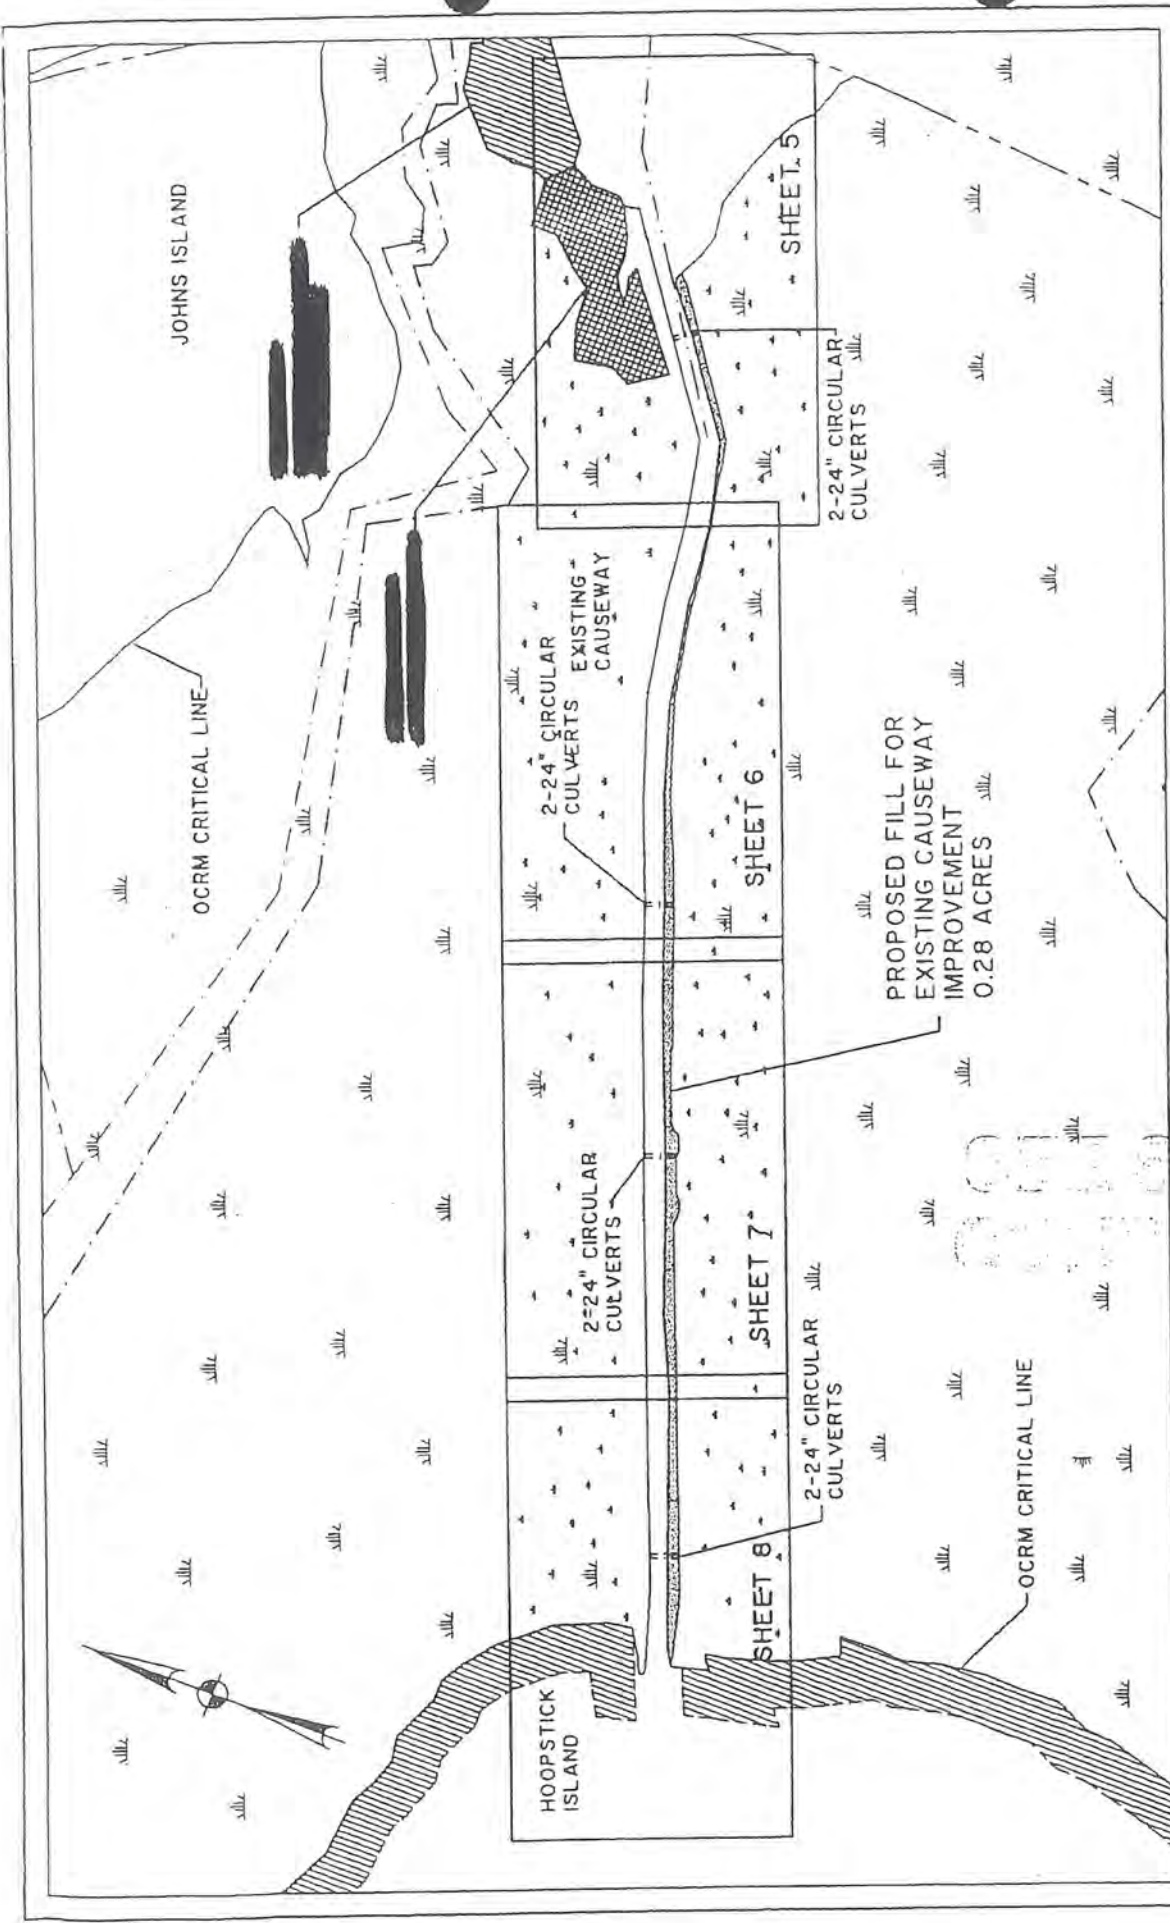 JOHNS ISLAND
OCRM CRITICAL LINE
SHEET 5
2-24" CIRCULAR
CULVERTS
2-24" CIRCULAR
CULVERTS
EXISTING
CAUSEWAY
SHEET 6
PROPOSED FILL FOR
EXISTING CAUSEWAY
IMPROVEMENT
0.28 ACRES
2-24" CIRCULAR
CULVERTS
SHEET 7
2-24" CIRCULAR
CULVERTS
SHEET 8
HOOPSTICK
ISLAND
OCRM CRITICAL LINE